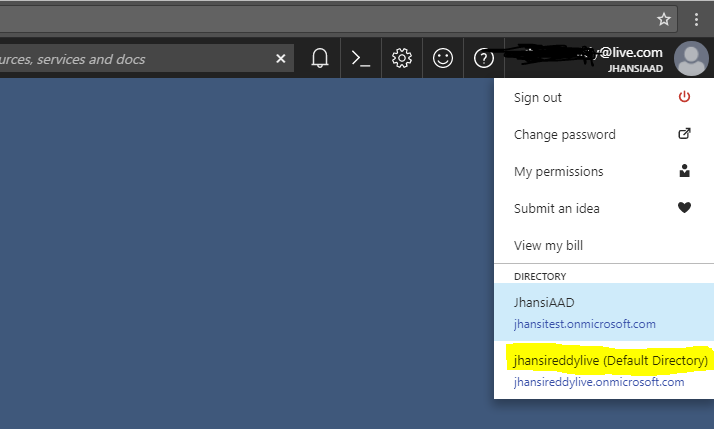 urces, services and docs
@live.com
JHANSIAAD
Sign out
Change password
My permissions
Submit an idea
View my bill
DIRECTORY
JhansiAAD
jhansitest.onmicrosoft.com
jhansireddylive (Default Directory)
jhansireddylive.onmicrosoft.com